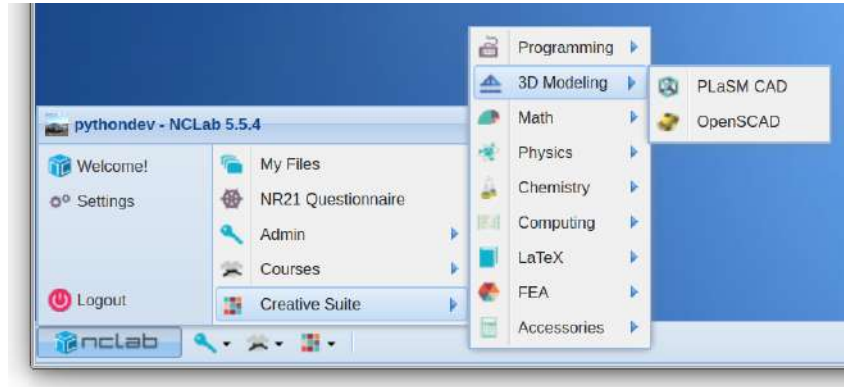 pythondev - NCLab 5.5.4
Welcome!
Settings
Logout
My Files
NR21 Questionnaire
Admin
Courses
Creative Suite
Programming
3D Modeling
Math
Physics
Chemistry
Computing
LaTeX
FEA
Accessories
PLaSM CAD
OpenSCAD
nclab